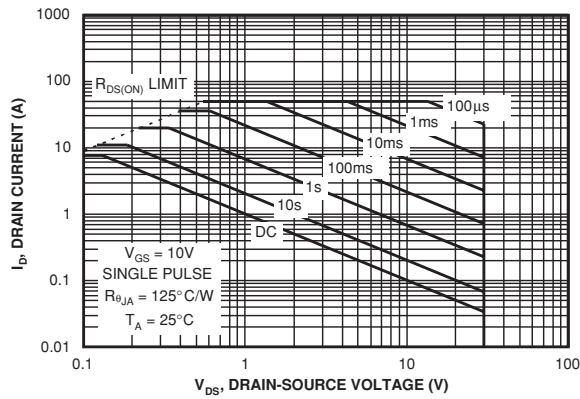 1000
100
10
1
0.1
0.01
I_D, DRAIN CURRENT (A)
R_DS(ON) LIMIT
100µs
1ms
10ms
100ms
1s
10s
DC
V_GS = 10V
SINGLE PULSE
R_θJA = 125°C/W
T_A = 25°C
0.1 1 10 100
V_DS, DRAIN-SOURCE VOLTAGE (V)